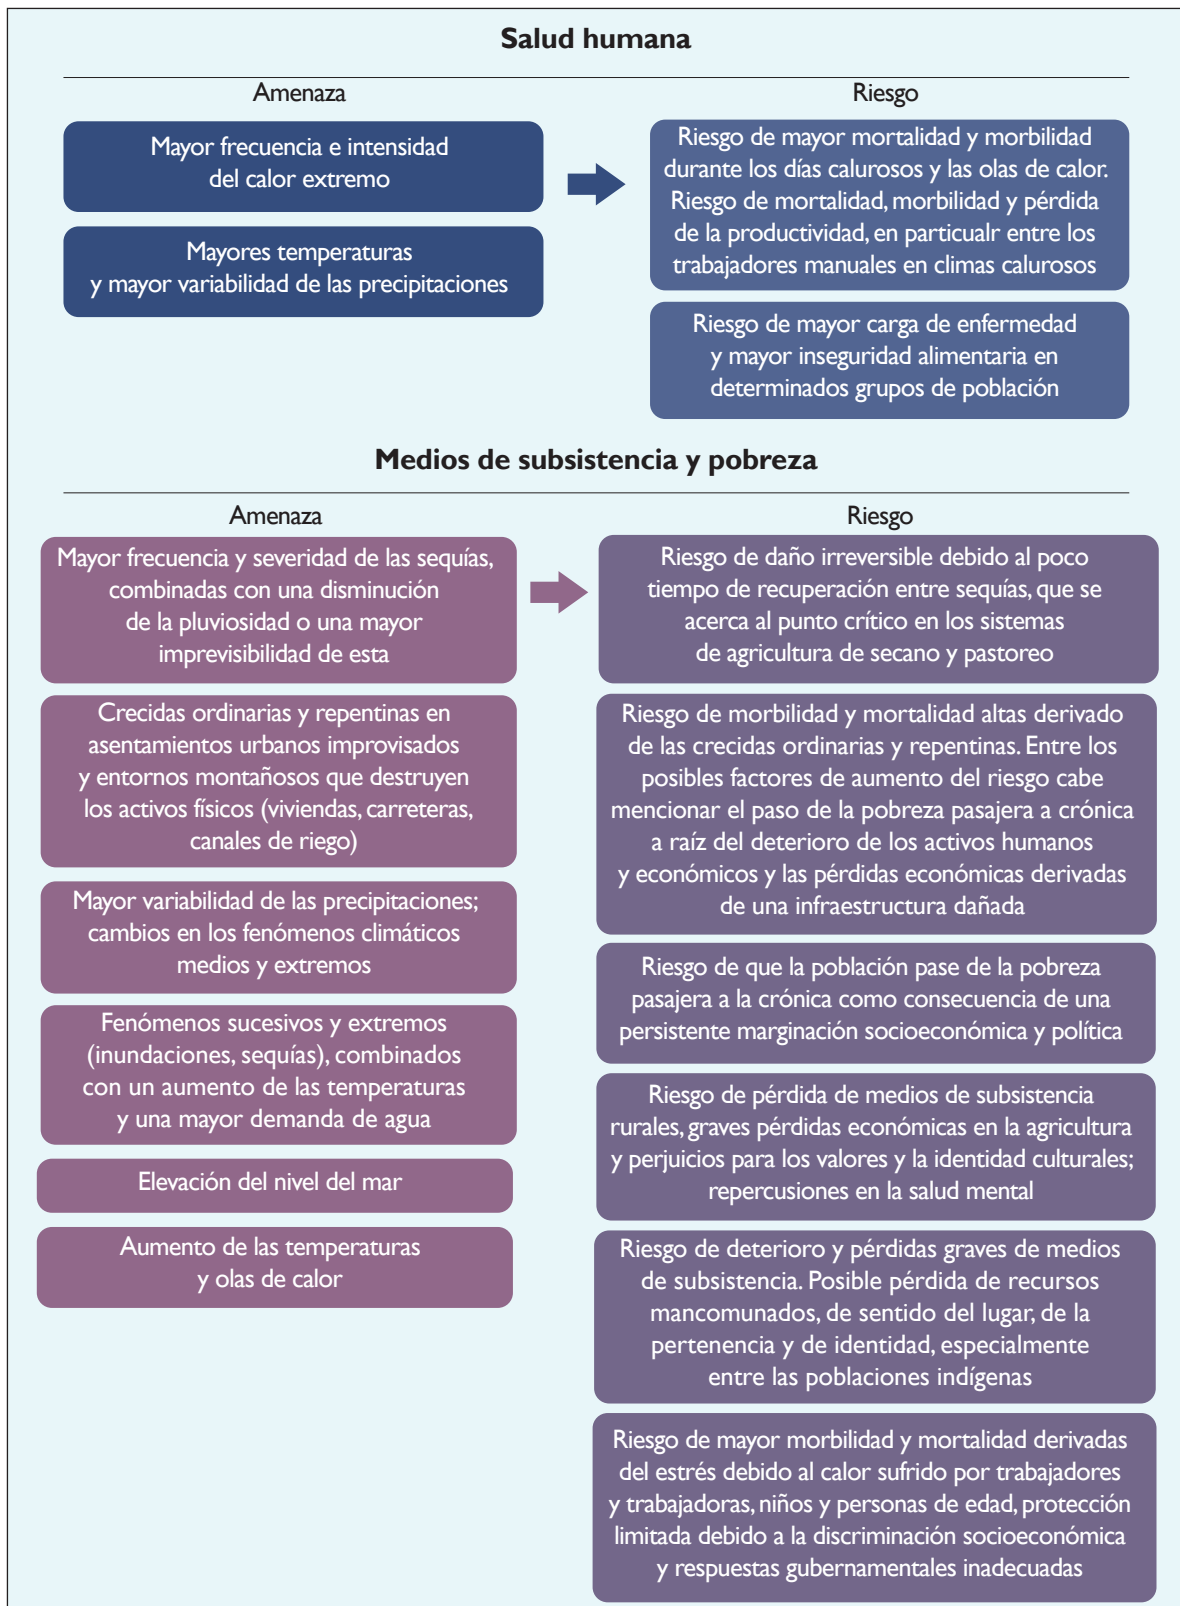 Salud humana
Amenaza
Riesgo
Mayor frecuencia e intensidad
del calor extremo
Mayores temperaturas
y mayor variabilidad de las precipitaciones
Riesgo de mayor mortalidad y morbilidad
durante los días calurosos y las olas de calor.
Riesgo de mortalidad, morbilidad y pérdida
de la productividad, en particualr entre los
trabajadores manuales en climas calurosos
Riesgo de mayor carga de enfermedad
y mayor inseguridad alimentaria en
determinados grupos de población
Medios de subsistencia y pobreza
Amenaza
Riesgo
Mayor frecuencia y severidad de las sequías,
combinadas con una disminución
de la pluviosidad o una mayor
imprevisibilidad de esta
Crecidas ordinarias y repentinas en
asentamientos urbanos improvisados
y entornos montañosos que destruyen
los activos físicos (viviendas, carreteras,
canales de riego)
Mayor variabilidad de las precipitaciones;
cambios en los fenómenos climáticos
medios y extremos
Fenómenos sucesivos y extremos
(inundaciones, sequías), combinados
con un aumento de las temperaturas
y una mayor demanda de agua
Elevación del nivel del mar
Aumento de las temperaturas
y olas de calor
Riesgo de daño irreversible debido al poco
tiempo de recuperación entre sequías, que se
acerca al punto crítico en los sistemas
de agricultura de secano y pastoreo
Riesgo de morbilidad y mortalidad altas derivado
de las crecidas ordinarias y repentinas. Entre los
posibles factores de aumento del riesgo cabe
mencionar el paso de la pobreza pasajera a crónica
a raíz del deterioro de los activos humanos
y económicos y las pérdidas económicas derivadas
de una infraestructura dañada
Riesgo de que la población pase de la pobreza
pasajera a la crónica como consecuencia de una
persistente marginación socioeconómica y política
Riesgo de pérdida de medios de subsistencia
rurales, graves pérdidas económicas en la agricultura
y perjuicios para los valores y la identidad culturales;
repercusiones en la salud mental
Riesgo de deterioro y pérdidas graves de medios
de subsistencia. Posible pérdida de recursos
mancomunados, de sentido del lugar, de la
pertenencia y de identidad, especialmente
entre las poblaciones indígenas
Riesgo de mayor morbilidad y mortalidad derivadas
del estrés debido al calor sufrido por trabajadores
y trabajadoras, niños y personas de edad, protección
limitada debido a la discriminación socioeconómica
y respuestas gubernamentales inadecuadas